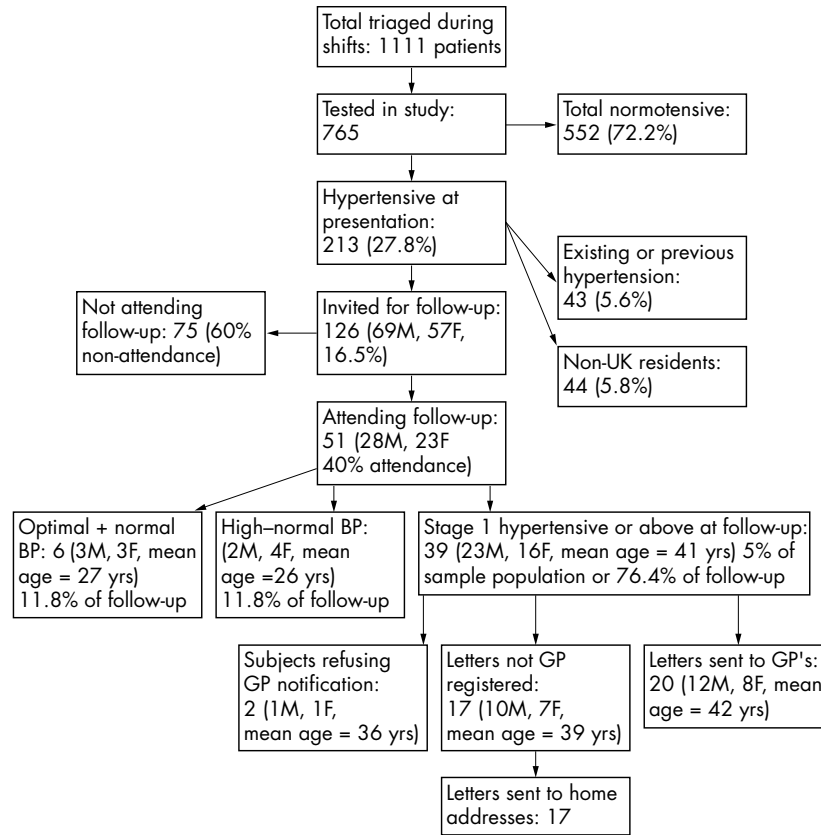 Total triaged during
shifts: 1111 patients
Tested in study:
765
Total normotensive:
552 (72.2%)
Hypertensive at
presentation:
213 (27.8%)
Existing or previous
hypertension:
43 (5.6%)
Not attending
follow-up: 75 (60%
non-attendance)
Invited for follow-up:
126 (69M, 57F,
16.5%)
Non-UK residents:
44 (5.8%)
Attending follow-up:
51 (28M, 23F
40% attendance)
Optimal + normal
BP: 6 (3M, 3F, mean
age = 27 yrs)
11.8% of follow-up
High–normal BP:
(2M, 4F, mean
age =26 yrs)
11.8% of follow-up
Stage 1 hypertensive or above at follow-up:
39 (23M, 16F, mean age = 41 yrs) 5% of
sample population or 76.4% of follow-up
Subjects refusing
GP notification:
2 (1M, 1F,
mean age = 36 yrs)
Letters not GP
registered:
17 (10M, 7F,
mean age = 39 yrs)
Letters sent to GP's:
20 (12M, 8F, mean
age = 42 yrs)
Letters sent to home
addresses: 17